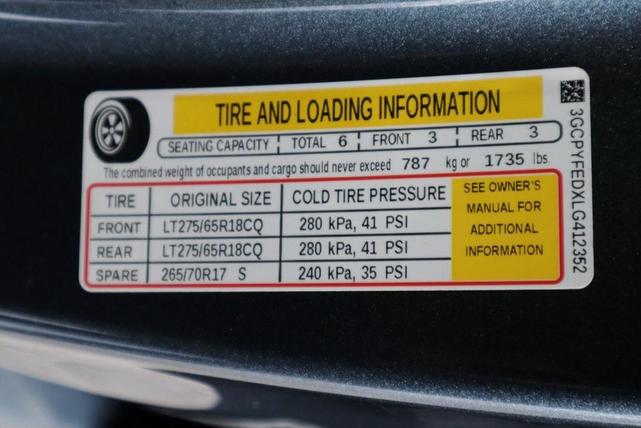 TIRE AND LOADING INFORMATION
SEATING CAPACITY TOTAL 6 FRONT 3 REAR 3
The combined weight of occupants and cargo should never exceed 787 kg or 1735 lbs.
TIRE ORIGINAL SIZE COLD TIRE PRESSURE
FRONT LT275/65R18CQ 280 kPa, 41 PSI
REAR LT275/65R18CQ 280 kPa, 41 PSI
SPARE 265/70R17 S 240 kPa, 35 PSI
SEE OWNER'S
MANUAL FOR
ADDITIONAL
INFORMATION
3GCPYFEDXLG412352